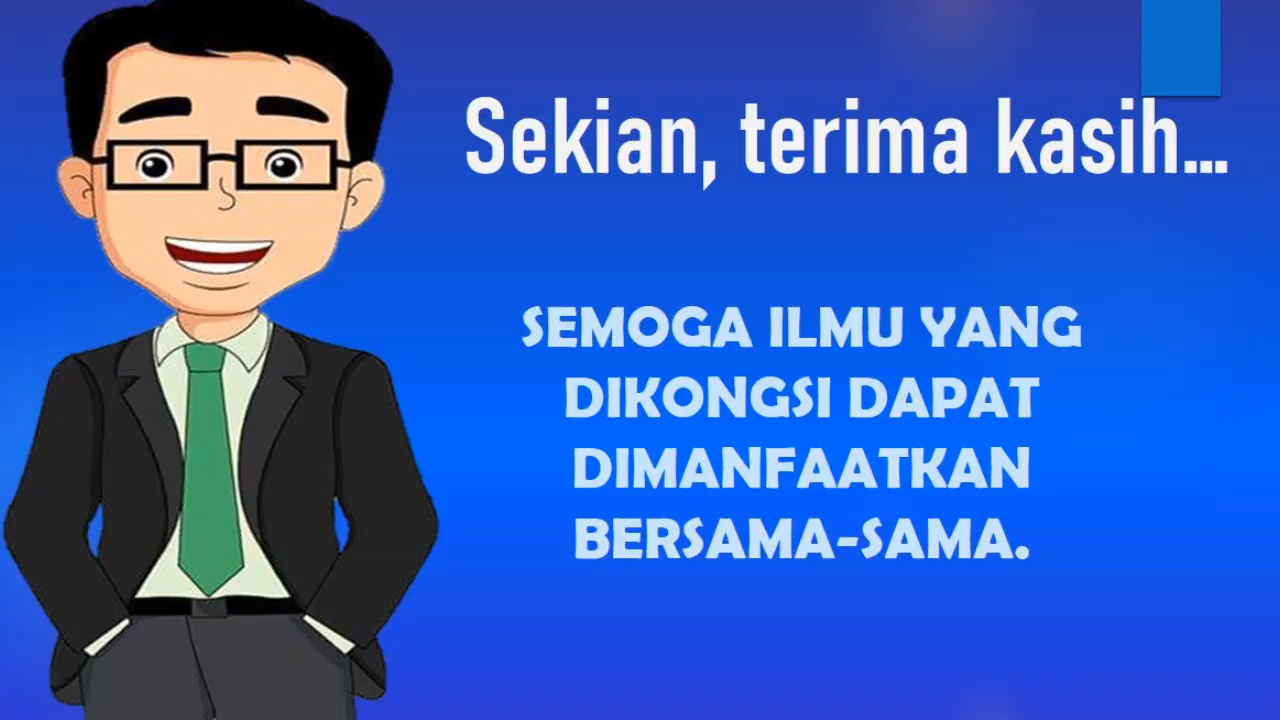 Sekian, terima kasih...
SEMOGA ILMU YANG
DIKONGSI DAPAT
DIMANFAATKAN
BERSAMA-SAMA.